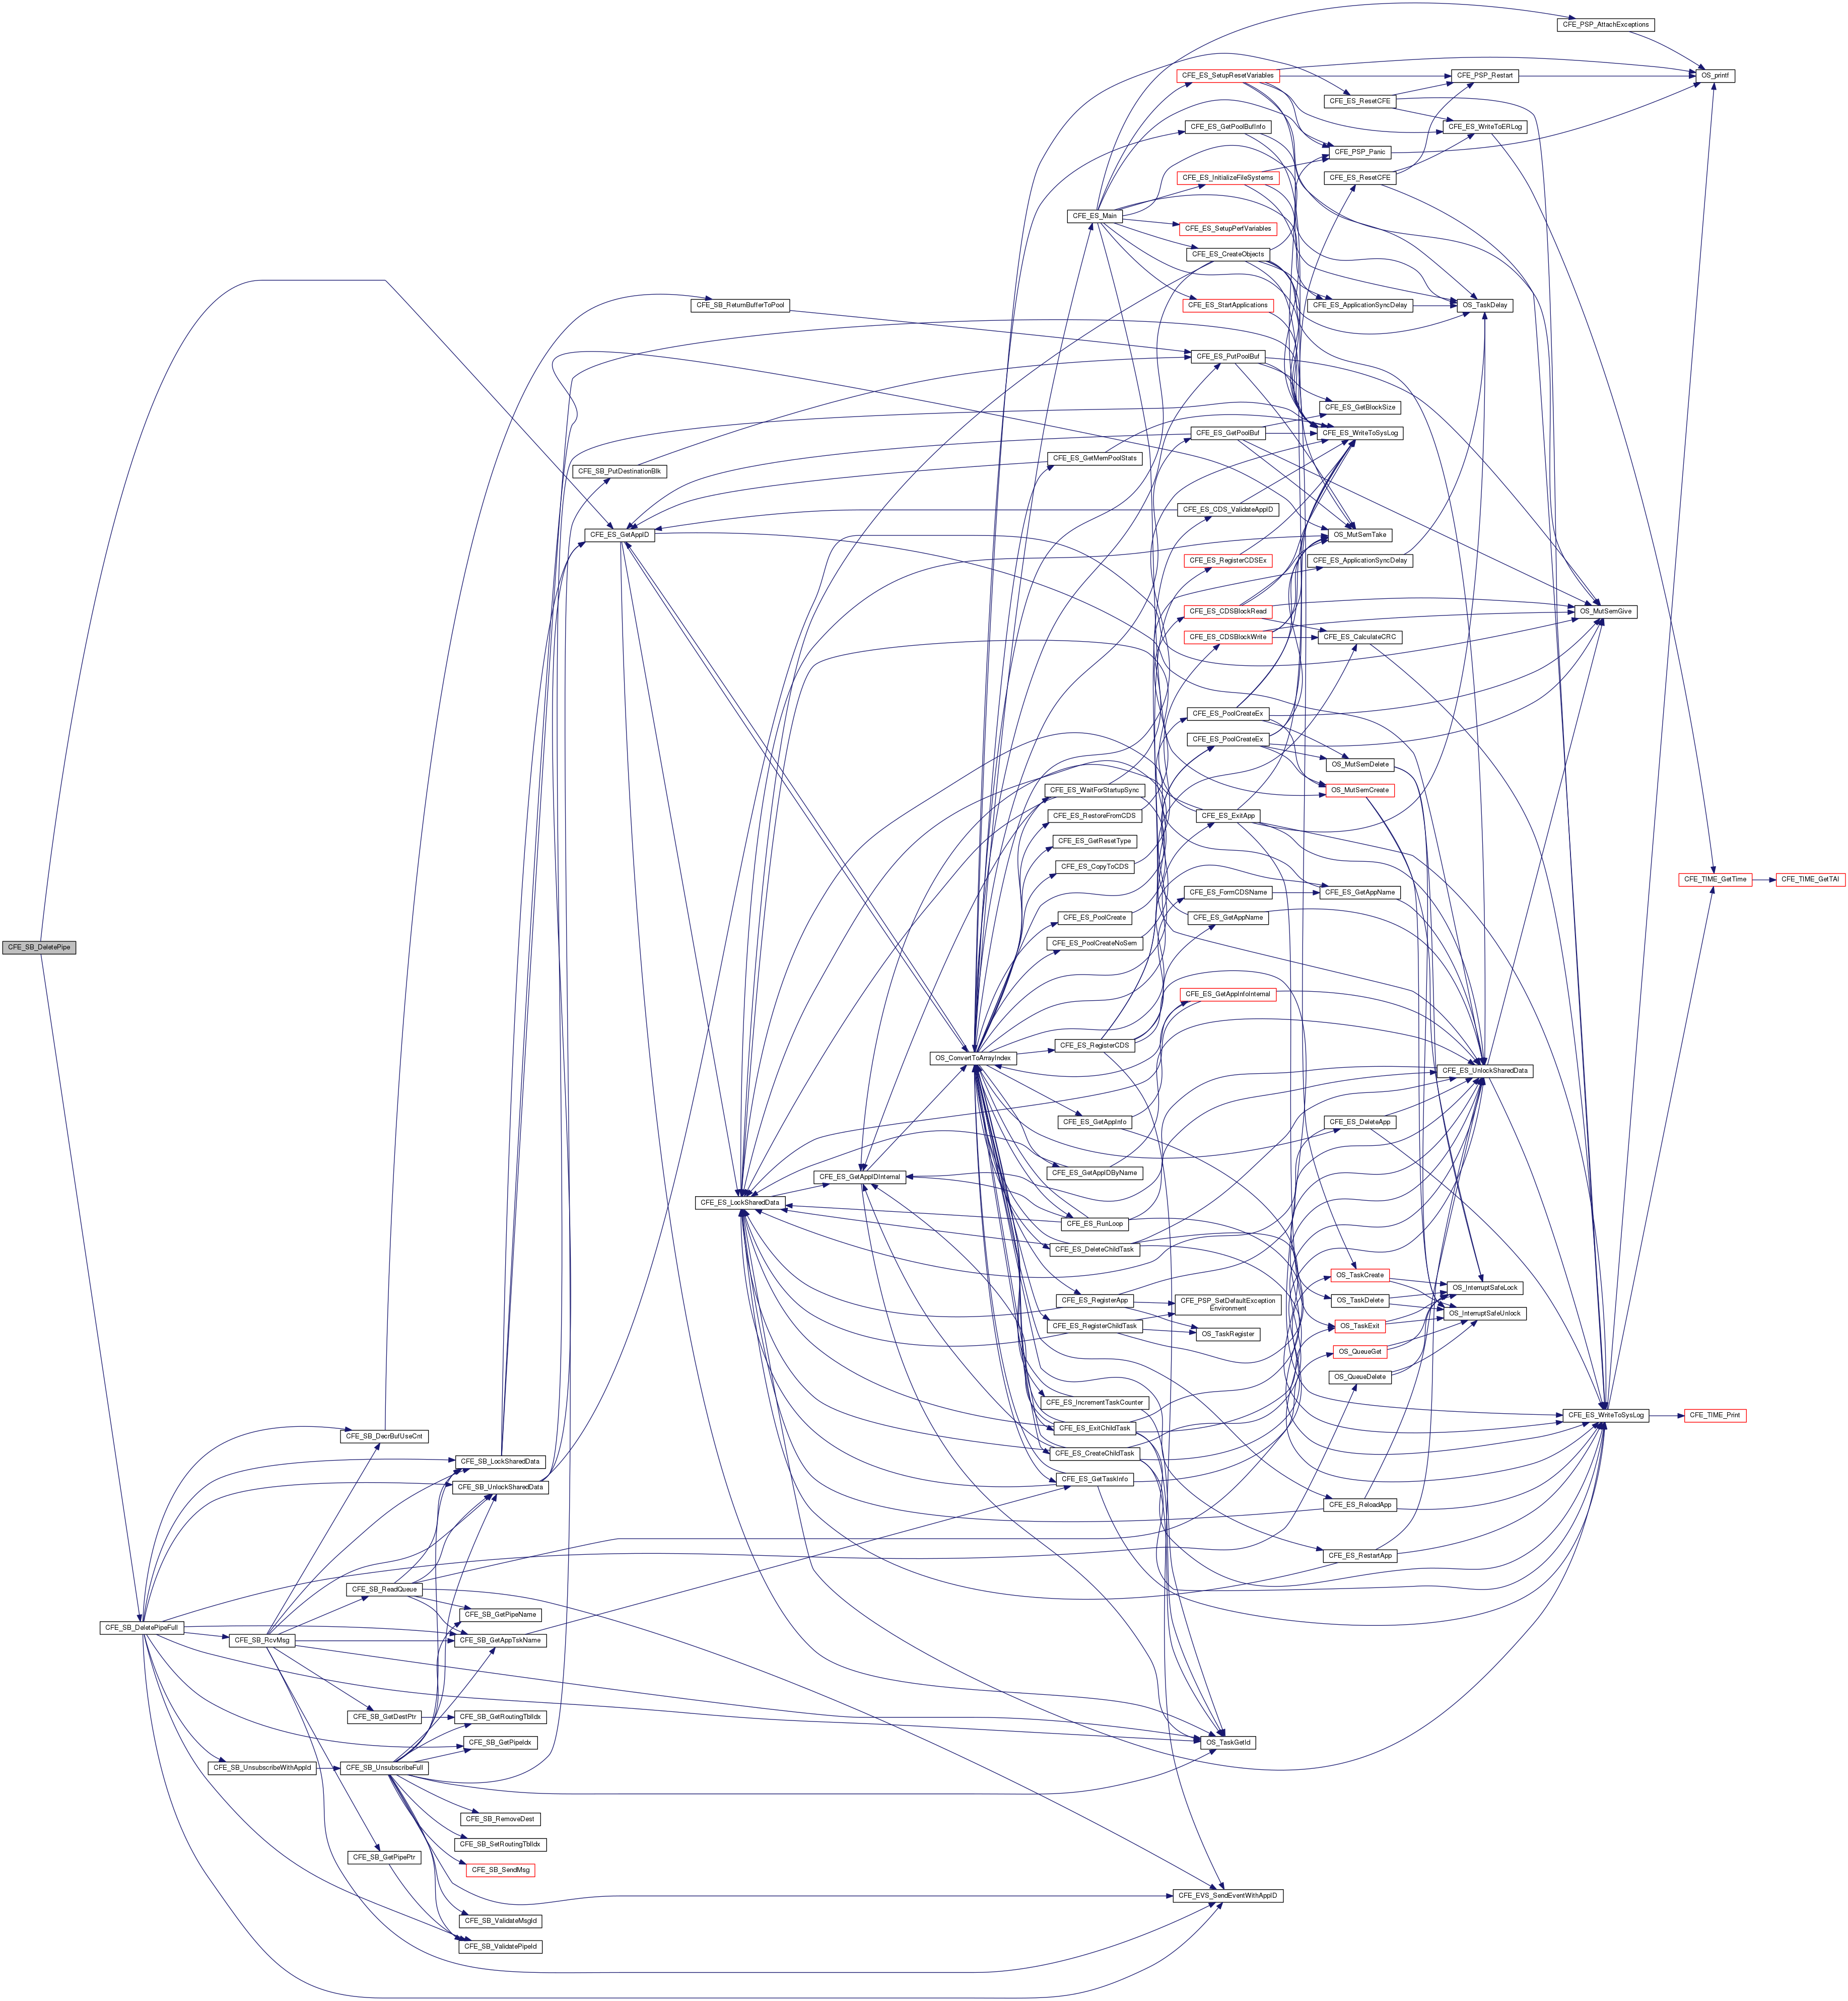 CFE_PSP_AttachExceptions
CFE_ES_SetupResetVariables
CFE_PSP_Restart
OS_printf
CFE_ES_ResetCFE
CFE_ES_GetPoolBufInfo
CFE_ES_WriteToERLog
CFE_PSP_Panic
CFE_ES_InitializeFileSystems
CFE_ES_ResetCFE
CFE_ES_Main
CFE_ES_SetupPerfVariables
CFE_ES_CreateObjects
CFE_SB_ReturnBufferToPool
CFE_ES_StartApplications
CFE_ES_ApplicationSyncDelay
OS_TaskDelay
CFE_ES_PutPoolBuf
CFE_ES_GetBlockSize
CFE_ES_GetPoolBuf
CFE_ES_WriteToSysLog
CFE_ES_GetMemPoolStats
CFE_SB_PutDestinationBlk
CFE_ES_CDS_ValidateAppID
CFE_ES_GetAppID
OS_MutSemTake
CFE_ES_RegisterCDSEx
CFE_ES_ApplicationSyncDelay
CFE_ES_CDSBlockRead
OS_MutSemGive
CFE_ES_CDSBlockWrite
CFE_ES_CalculateCRC
CFE_ES_PoolCreateEx
CFE_ES_PoolCreateEx
OS_MutSemDelete
CFE_ES_WaitForStartupSync
OS_MutSemCreate
CFE_ES_RestoreFromCDS
CFE_ES_ExitApp
CFE_ES_GetResetType
CFE_ES_CopyToCDS
CFE_TIME_GetTime
CFE_TIME_GetTAI
CFE_ES_FormCDSName
CFE_ES_GetAppName
CFE_ES_PoolCreate
CFE_ES_GetAppName
CFE_SB_DeletePipe
CFE_ES_PoolCreateNoSem
CFE_ES_GetAppInfoInternal
CFE_ES_RegisterCDS
OS_ConvertToArrayIndex
CFE_ES_UnlockSharedData
CFE_ES_GetAppInfo
CFE_ES_DeleteApp
CFE_ES_GetAppIDByName
CFE_ES_GetAppIDInternal
CFE_ES_LockSharedData
CFE_ES_RunLoop
CFE_ES_DeleteChildTask
OS_TaskCreate
OS_InterruptSafeLock
CFE_ES_RegisterApp
OS_TaskDelete
CFE_PSP_SetDefaultException
Environment
OS_InterruptSafeUnlock
CFE_ES_RegisterChildTask
OS_TaskExit
OS_TaskRegister
OS_QueueGet
OS_QueueDelete
CFE_ES_IncrementTaskCounter
CFE_ES_WriteToSysLog
CFE_TIME_Print
CFE_ES_ExitChildTask
CFE_SB_DecrBufUseCnt
CFE_ES_CreateChildTask
CFE_SB_LockSharedData
CFE_ES_GetTaskInfo
CFE_SB_UnlockSharedData
CFE_ES_ReloadApp
CFE_ES_RestartApp
CFE_SB_ReadQueue
CFE_SB_GetPipeName
CFE_SB_DeletePipeFull
CFE_SB_RcvMsg
CFE_SB_GetAppTskName
CFE_SB_GetDestPtr
CFE_SB_GetRoutingTblIdx
CFE_SB_GetPipeIdx
OS_TaskGetId
CFE_SB_UnsubscribeWithAppId
CFE_SB_UnsubscribeFull
CFE_SB_RemoveDest
CFE_SB_SetRoutingTblIdx
CFE_SB_GetPipePtr
CFE_SB_SendMsg
CFE_EVS_SendEventWithAppID
CFE_SB_ValidateMsgId
CFE_SB_ValidatePipeId